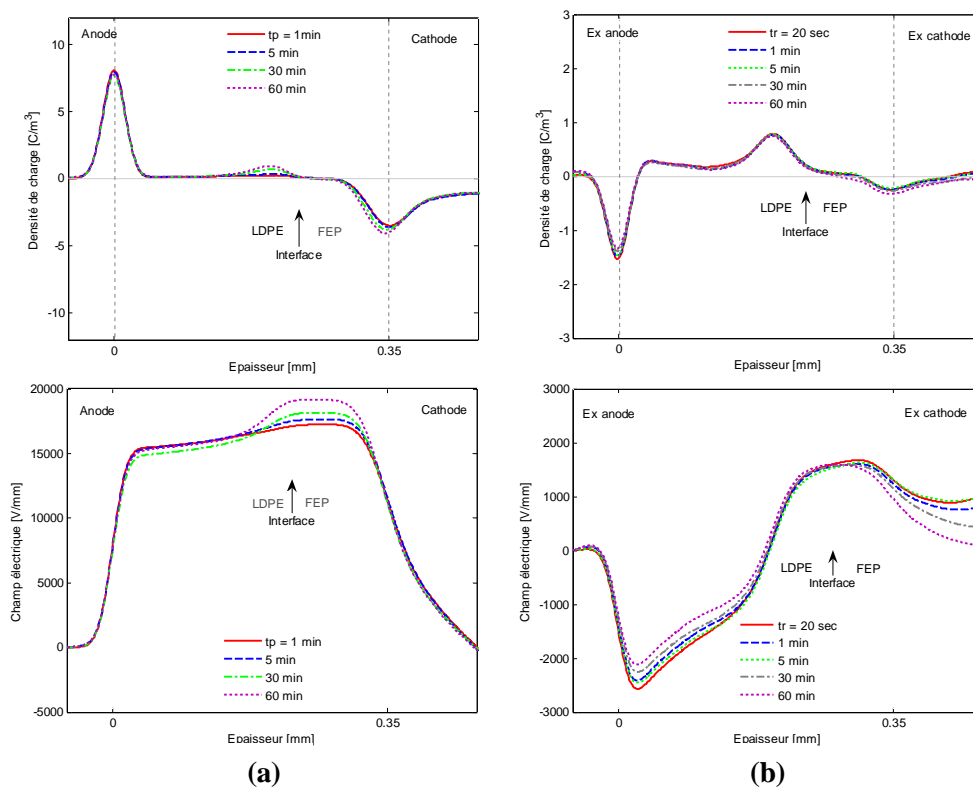 Anode
Cathode
tp = 1min
5 min
30 min
60 min
10
5
0
-5
-10
Densité de charge [C/m³]
LDPE FEP
Interface
0
0.35
Epaisseur [mm]
Ex anode
Ex cathode
tr = 20 sec
1 min
5 min
30 min
60 min
3
2
1
0
-1
-2
-3
Densité de charge [C/m³]
LDPE FEP
Interface
0
0.35
Epaisseur [mm]
Anode
Cathode
20000
15000
10000
5000
0
-5000
Champ électrique [V/mm]
LDPE FEP
Interface
tp = 1 min
5 min
30 min
60 min
0
0.35
Epaisseur [mm]
Ex anode
Ex cathode
3000
2000
1000
0
-1000
-2000
-3000
Champ électrique [V/mm]
LDPE FEP
Interface
tr = 20 sec
1 min
5 min
30 min
60 min
0
0.35
Epaisseur [mm]
(a)
(b)